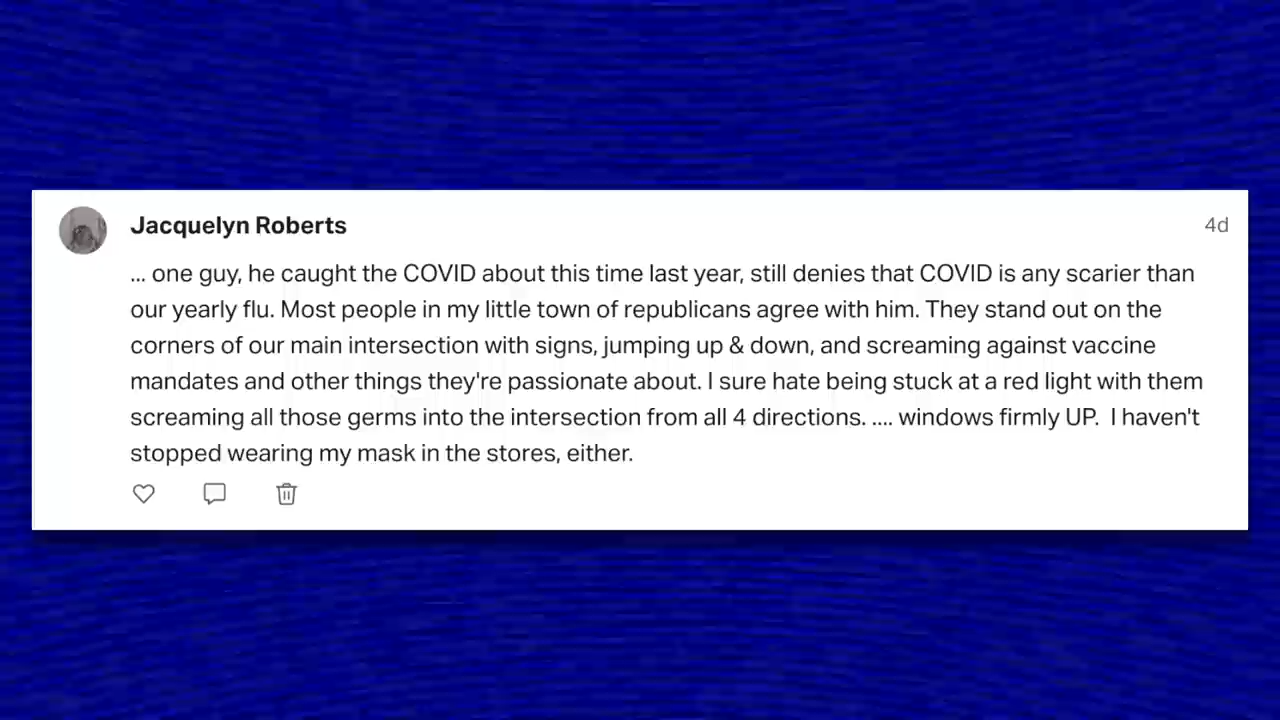 Jacquelyn Roberts
4d
... one guy, he caught the COVID about this time last year, still denies that COVID is any scarier than
our yearly flu. Most people in my little town of republicans agree with him. They stand out on the
corners of our main intersection with signs, jumping up & down, and screaming against vaccine
mandates and other things they're passionate about. I sure hate being stuck at a red light with them
screaming all those germs into the intersection from all 4 directions. .... windows firmly UP.  I haven't
stopped wearing my mask in the stores, either.